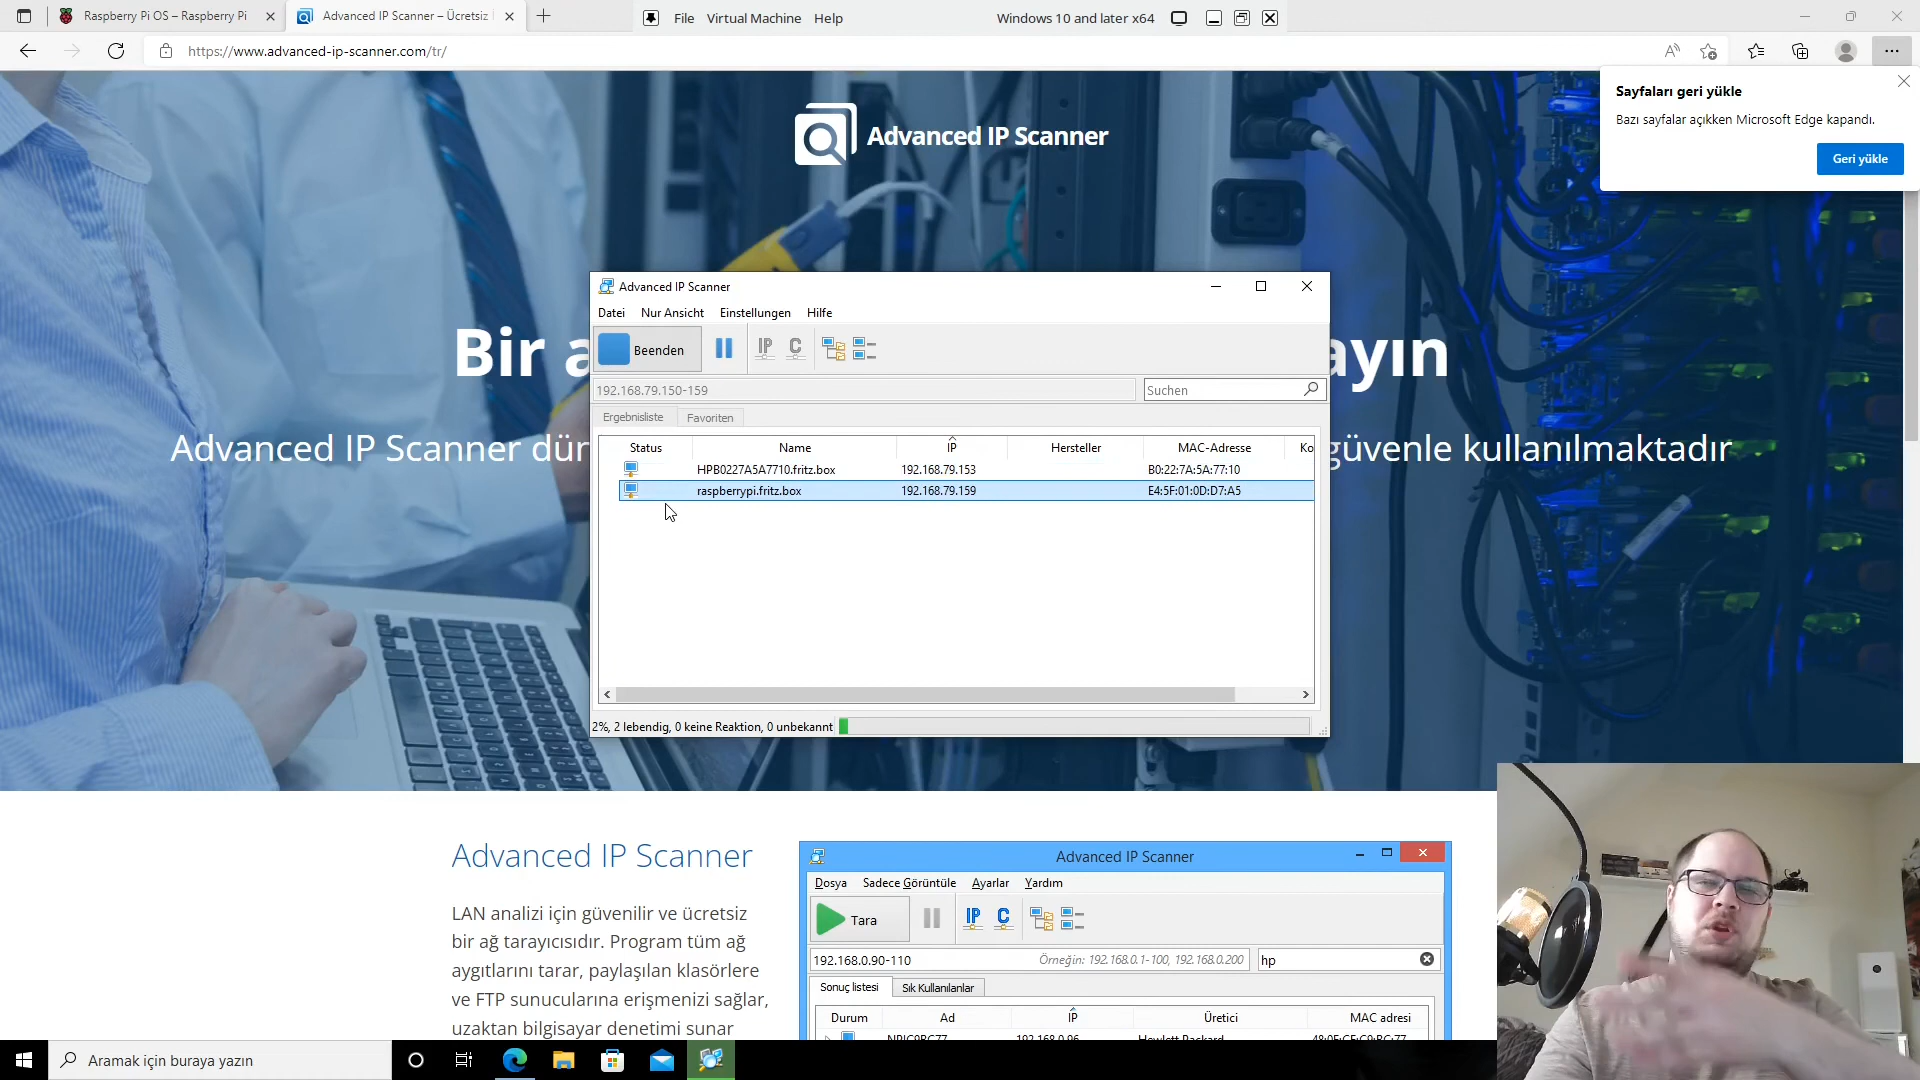 Raspberry Pi OS – Raspberry Pi
Advanced IP Scanner – Ücretsiz
File Virtual Machine Help
Windows 10 and later x64
https://www.advanced-ip-scanner.com/tr/
Sayfaları geri yükle
Bazı sayfalar açıkken Microsoft Edge kapandı.
Geri yükle
Advanced IP Scanner
Bir a
ayın
Advanced IP Scanner dün
güvenle kullanılmaktadır
Advanced IP Scanner
Datei Nur Ansicht Einstellungen Hilfe
Beenden
IP C
192.168.79.150-159
Suchen
Ergebnisliste Favoriten
Status Name IP Hersteller MAC-Adresse Ko
HPB0227A5A7710.fritz.box 192.168.79.153 B0:22:7A:5A:77:10
raspberrypi.fritz.box 192.168.79.159 E4:5F:01:0D:D7:A5
2%, 2 lebendig, 0 keine Reaktion, 0 unbekannt
Advanced IP Scanner
LAN analizi için güvenilir ve ücretsiz
bir ağ tarayıcısıdır. Program tüm ağ
aygıtlarını tarar, paylaşılan klasörlere
ve FTP sunucularına erişmenizi sağlar,
uzaktan bilgisayar denetimi sunar
Advanced IP Scanner
Dosya Sadece Görüntüle Ayarlar Yardım
Tara
IP C
192.168.0.90-110
Örneğin: 192.168.0.1-100, 192.168.0.200
hp
Sonuç listesi Sık Kullanılanlar
Durum Ad IP Üretici MAC adresi
192.168.0.96 Hewlett Packard
Aramak için buraya yazın